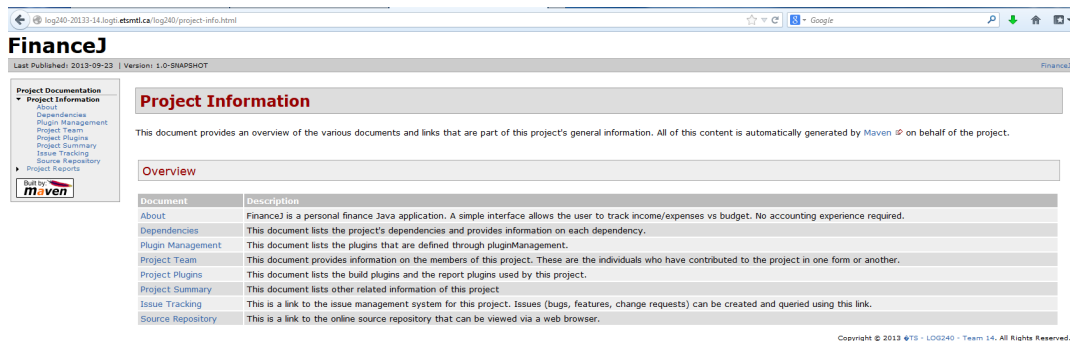 log240-20133-14.logti.etsmtl.ca/log240/project-info.html
Google
FinanceJ
Last Published: 2013-09-23 | Version: 1.0-SNAPSHOT
FinanceJ
Project Documentation
Project Information
About
Dependencies
Plugin Management
Project Team
Project Plugins
Project Summary
Issue Tracking
Source Repository
Project Reports
Built by:
maven
Project Information
This document provides an overview of the various documents and links that are part of this project's general information. All of this content is automatically generated by Maven on behalf of the project.
Overview
Document Description
About FinanceJ is a personal finance Java application. A simple interface allows the user to track income/expenses vs budget. No accounting experience required.
Dependencies This document lists the project's dependencies and provides information on each dependency.
Plugin Management This document lists the plugins that are defined through pluginManagement.
Project Team This document provides information on the members of this project. These are the individuals who have contributed to the project in one form or another.
Project Plugins This document lists the build plugins and the report plugins used by this project.
Project Summary This document lists other related information of this project
Issue Tracking This is a link to the issue management system for this project. Issues (bugs, features, change requests) can be created and queried using this link.
Source Repository This is a link to the online source repository that can be viewed via a web browser.
Copyright © 2013 �TS - LOG240 - Team 14. All Rights Reserved.